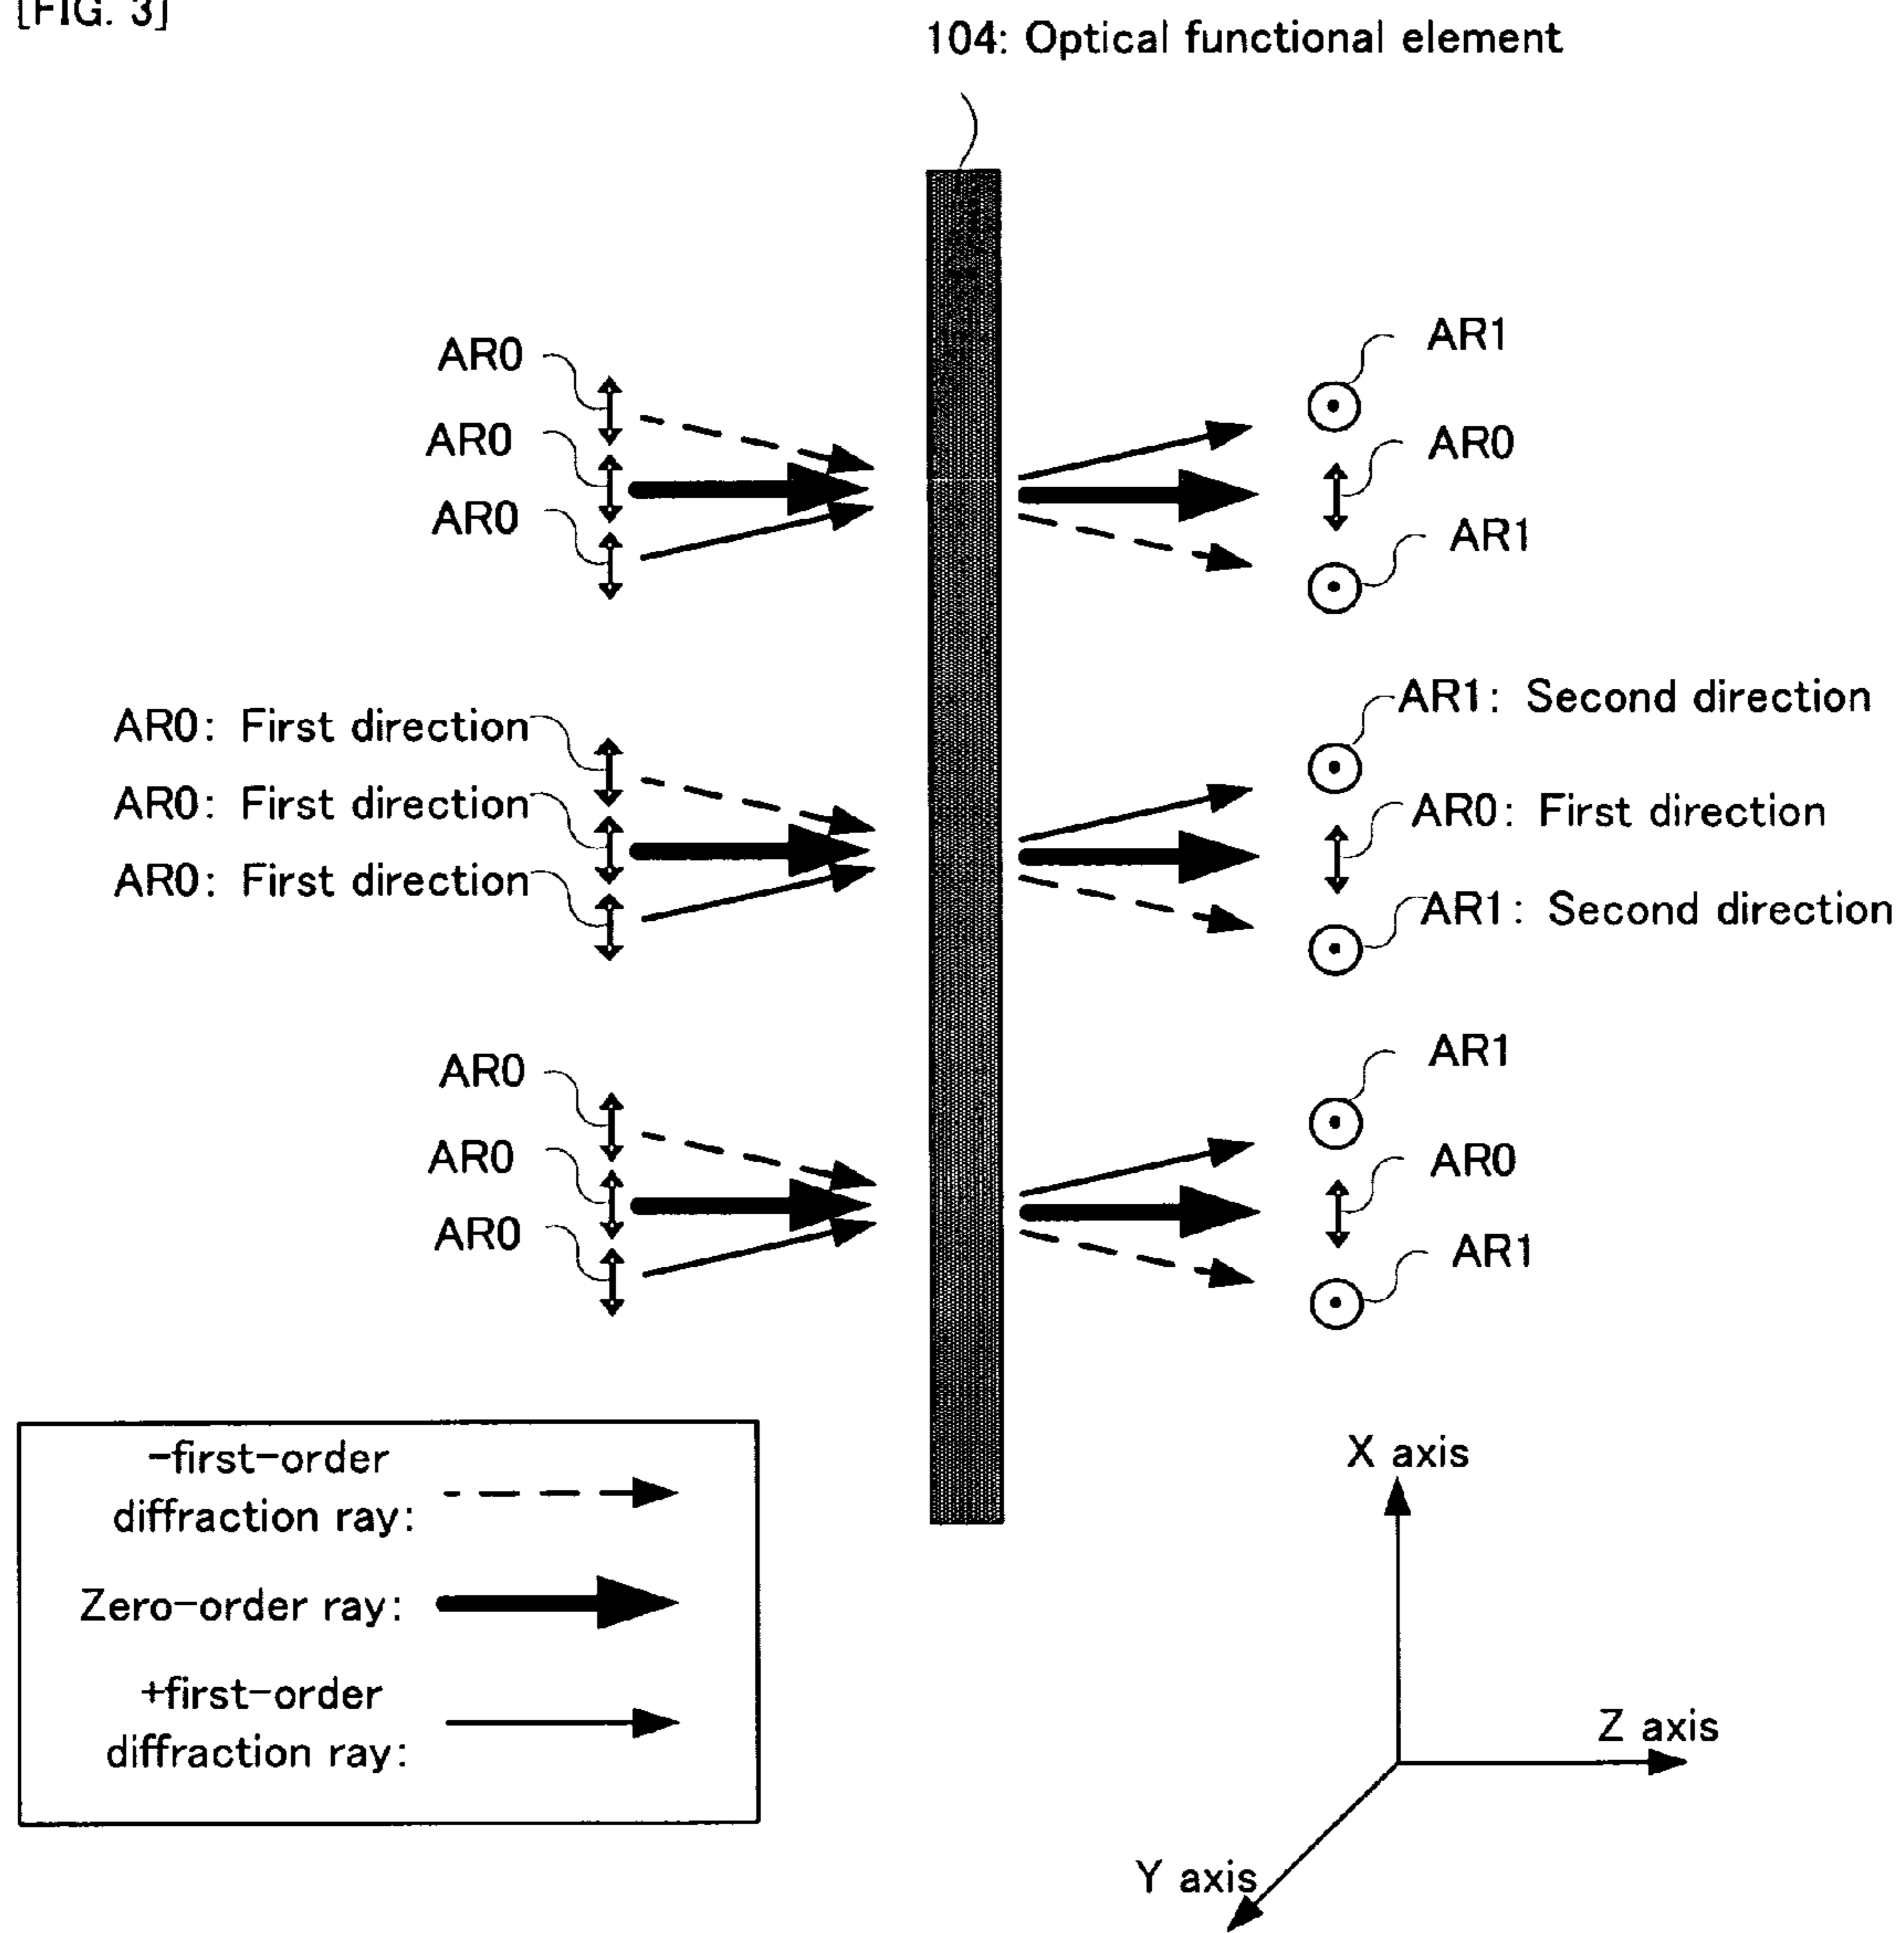 [FIG. 3]
104: Optical functional element
AR0
AR0
AR0
AR1
AR0
AR1
AR0: First direction
AR0: First direction
AR0: First direction
AR1: Second direction
AR0: First direction
AR1: Second direction
AR0
AR0
AR0
AR1
AR0
AR1
-first-order
diffraction ray:
Zero-order ray:
+first-order
diffraction ray:
X axis
Z axis
Y axis